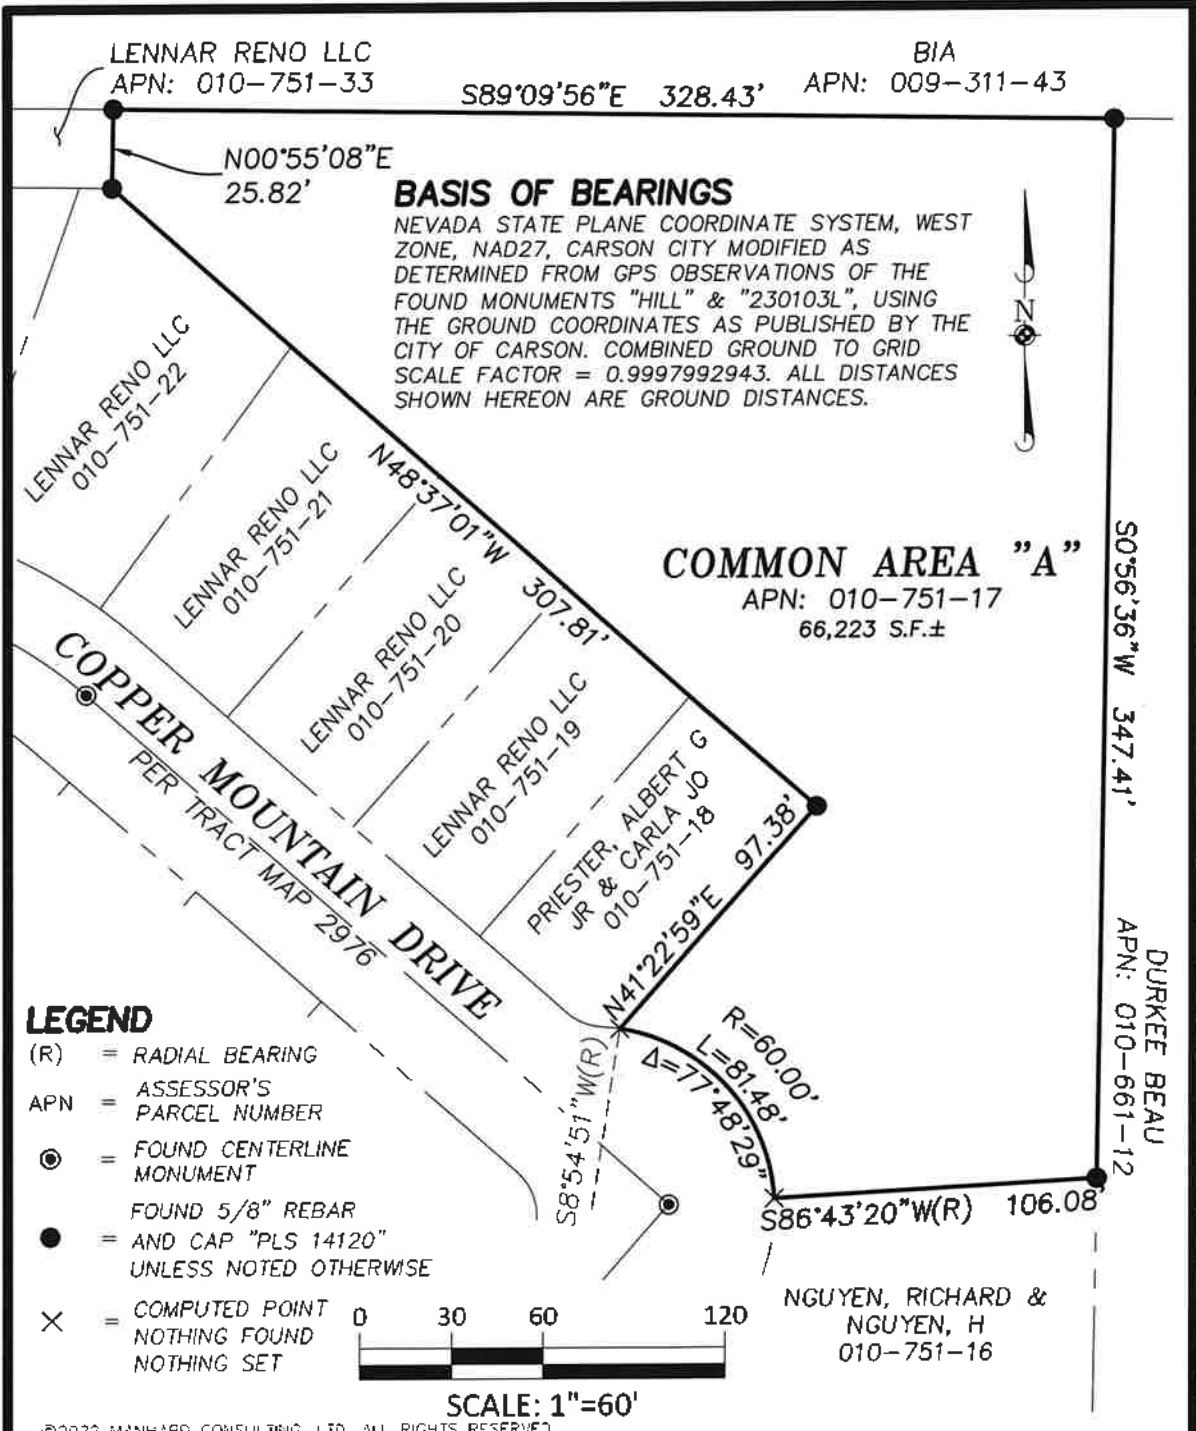 LENNAR RENO LLC
APN: 010-751-33
BIA
APN: 009-311-43
S89°09'56"E 328.43'
N00°55'08"E
25.82'
BASIS OF BEARINGS
NEVADA STATE PLANE COORDINATE SYSTEM, WEST
ZONE, NAD27, CARSON CITY MODIFIED AS
DETERMINED FROM GPS OBSERVATIONS OF THE
FOUND MONUMENTS "HILL" & "230103L", USING
THE GROUND COORDINATES AS PUBLISHED BY THE
CITY OF CARSON. COMBINED GROUND TO GRID
SCALE FACTOR = 0.9997992943. ALL DISTANCES
SHOWN HEREON ARE GROUND DISTANCES.
N
LENNAR RENO LLC
010-751-22
LENNAR RENO LLC
010-751-21
LENNAR RENO LLC
010-751-20
LENNAR RENO LLC
010-751-19
PRIESTER, ALBERT G
JR & CARLA JO
010-751-18
N48°37'01"W 307.81'
COMMON AREA "A"
APN: 010-751-17
66,223 S.F.±
S0°56'36"W 347.41'
DURKEE BEAU
APN: 010-661-12
COPPER MOUNTAIN DRIVE
PER TRACT MAP 2976
N41°22'59"E 97.38'
R=60.00'
L=81.48'
Δ=77°48'29"
S8°54'51"W(R)
S86°43'20"W(R) 106.08'
NGUYEN, RICHARD &
NGUYEN, H
010-751-16
LEGEND
(R) = RADIAL BEARING
APN = ASSESSOR'S
PARCEL NUMBER
= FOUND CENTERLINE
MONUMENT
FOUND 5/8" REBAR
= AND CAP "PLS 14120"
UNLESS NOTED OTHERWISE
= COMPUTED POINT
NOTHING FOUND
NOTHING SET
0 30 60 120
SCALE: 1"=60'
©2022 MANHARD CONSULTING, LTD. ALL RIGHTS RESERVED